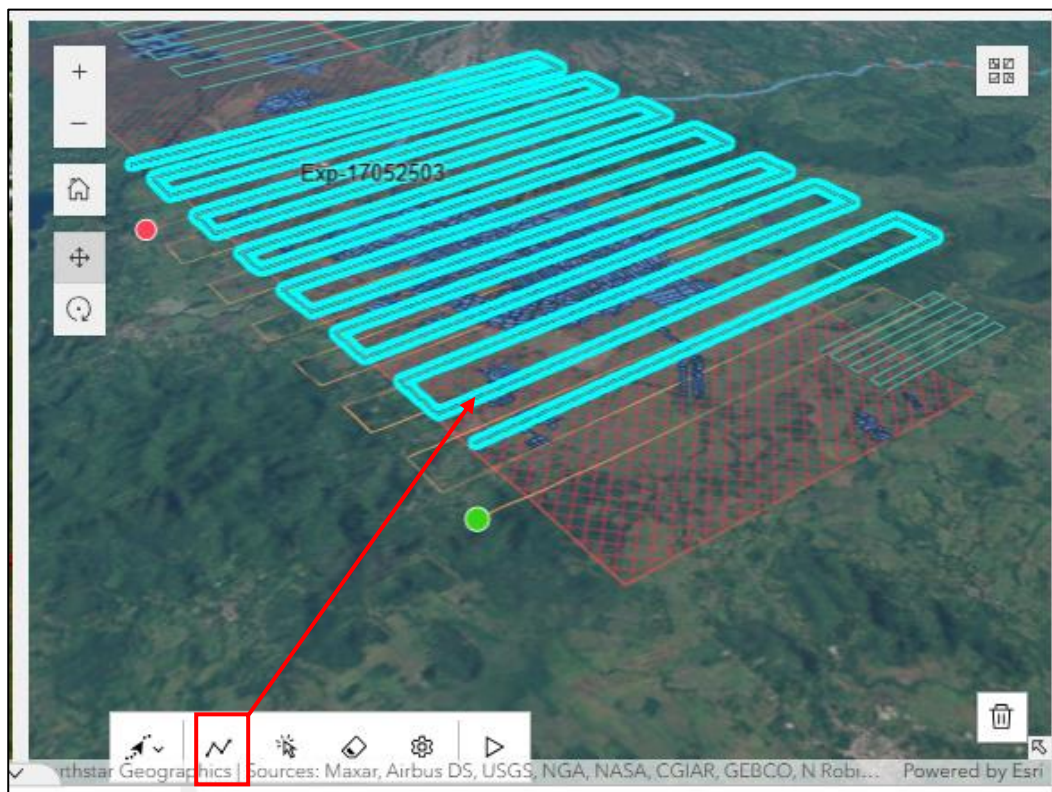 Exp-17052503
rthstar Geographics | Sources: Maxar, Airbus DS, USGS, NGA, NASA, CGIAR, GEBCO, N Robi... Powered by Esri